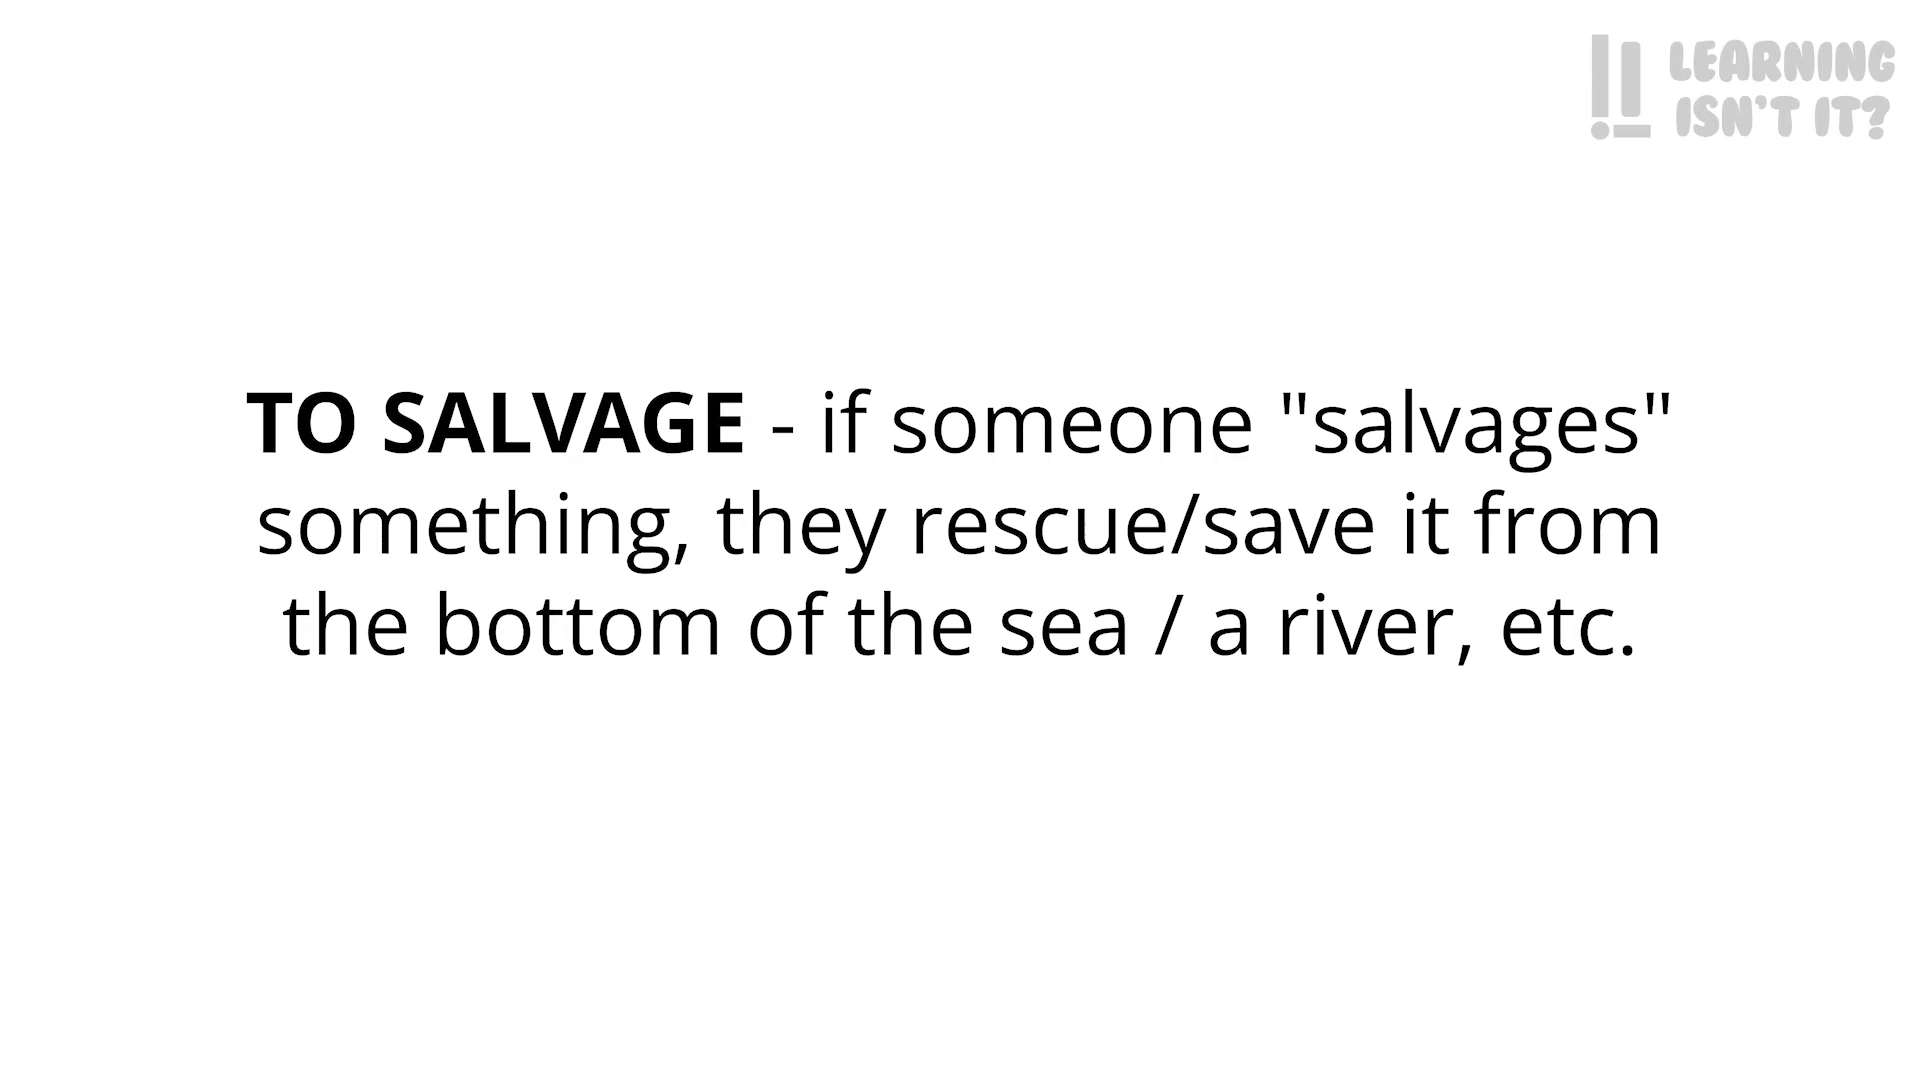 LEARNING
ISN'T IT?
TO SALVAGE - if someone "salvages"
something, they rescue/save it from
the bottom of the sea / a river, etc.